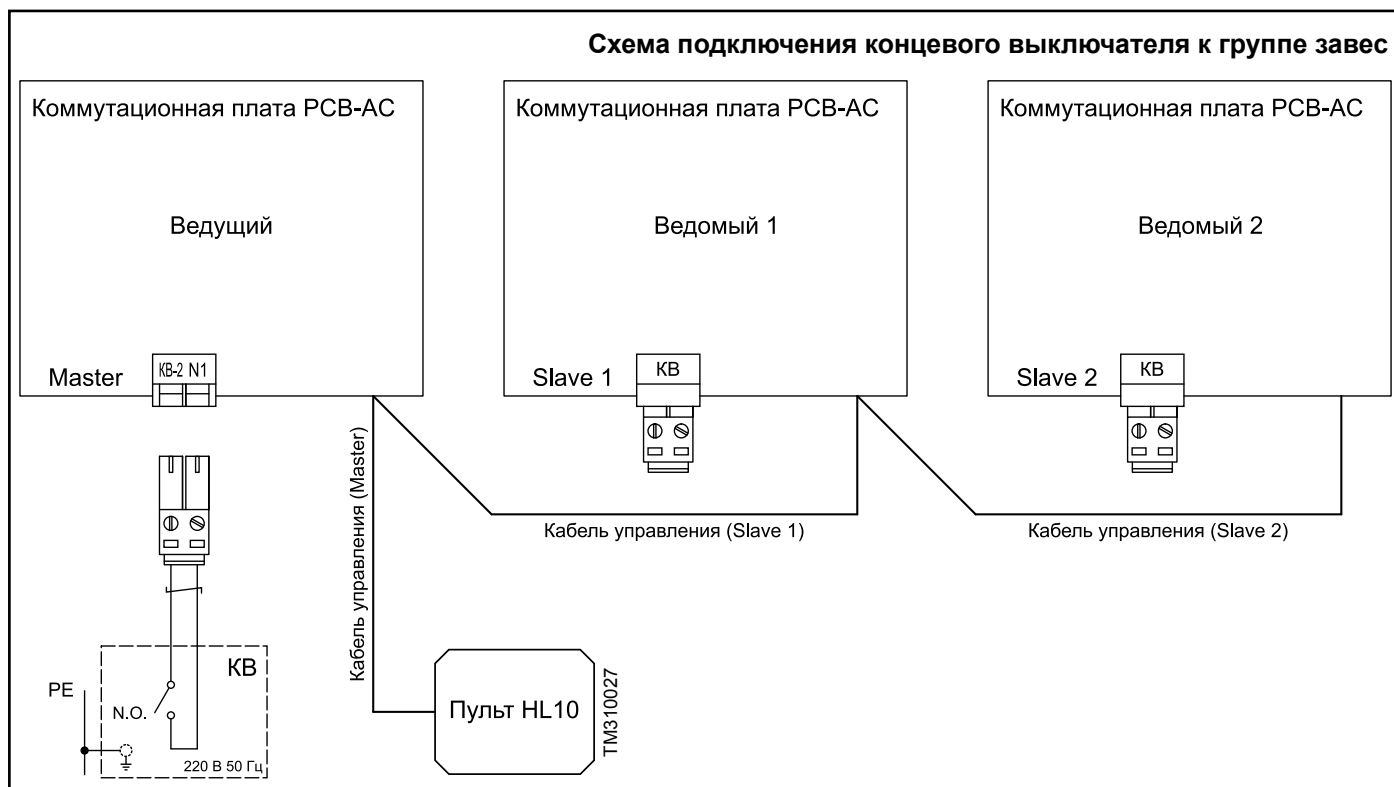 Схема подключения концевого выключателя к группе завес
Коммутационная плата PCB-AC
Ведущий
Master
КВ-2 N1
Коммутационная плата PCB-AC
Ведомый 1
Slave 1
КВ
Коммутационная плата PCB-AC
Ведомый 2
Slave 2
КВ
Кабель управления (Master)
Кабель управления (Slave 1)
Кабель управления (Slave 2)
КВ
PE
N.O.
220 В 50 Гц
Пульт HL10
TM310027